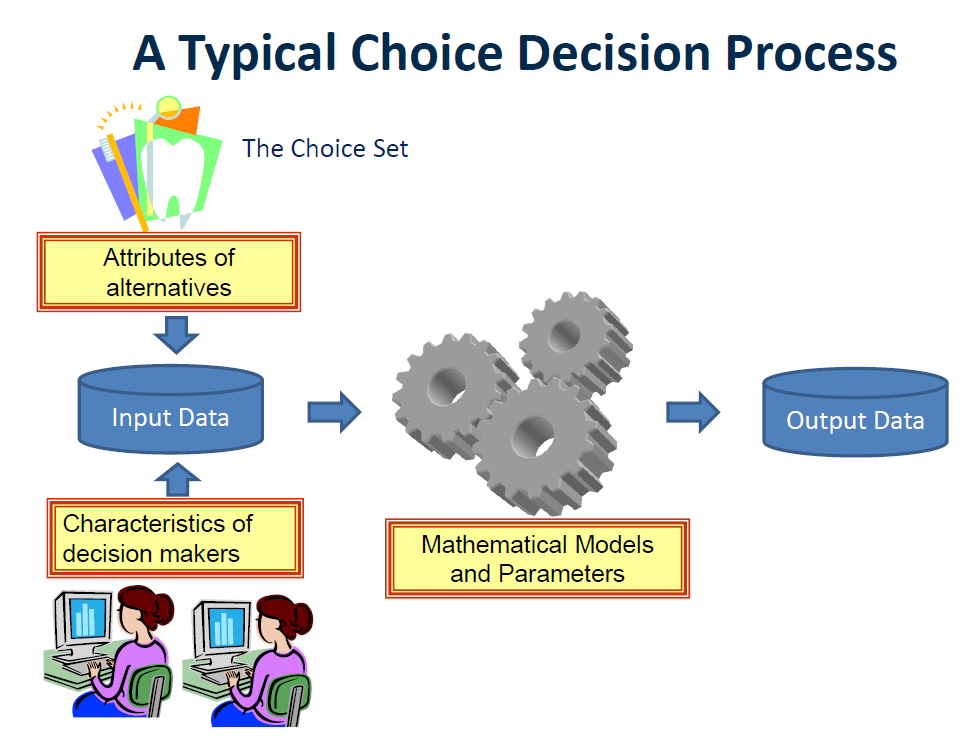 A Typical Choice Decision Process
The Choice Set
Attributes of
alternatives
Input Data
Output Data
Characteristics of
decision makers
Mathematical Models
and Parameters